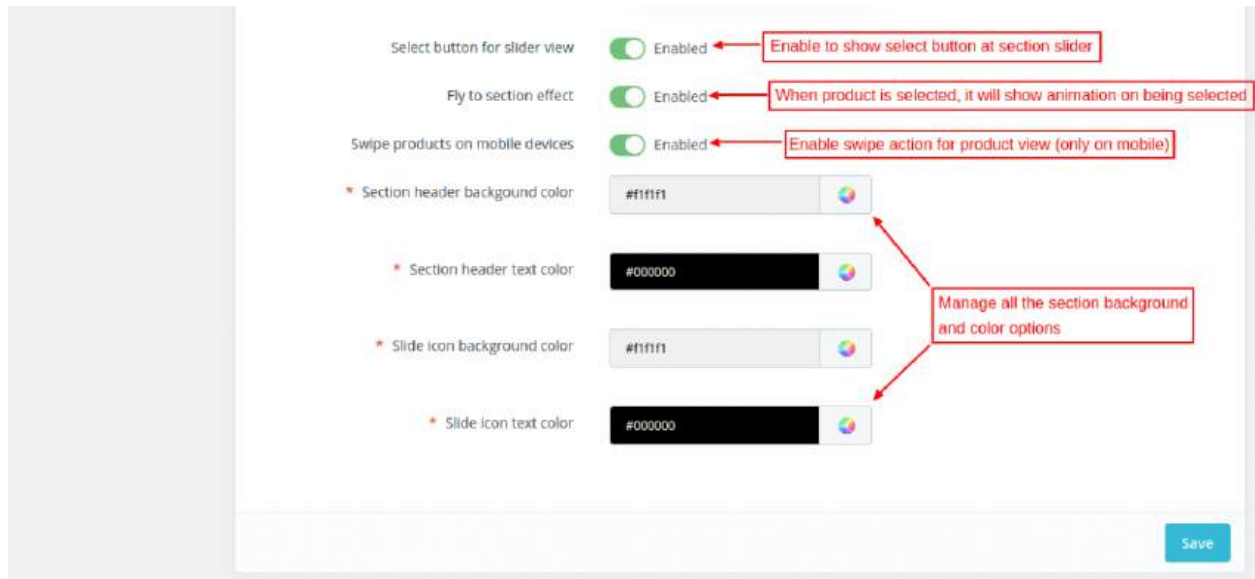 Select button for slider view Enabled Enable to show select button at section slider
Fly to section effect Enabled When product is selected, it will show animation on being selected
Swipe products on mobile devices Enabled Enable swipe action for product view (only on mobile)
* Section header backgound color #f1f1f1
* Section header text color #000000
Manage all the section background
and color options
* Slide icon background color #f1f1f1
* Slide icon text color #000000
Save